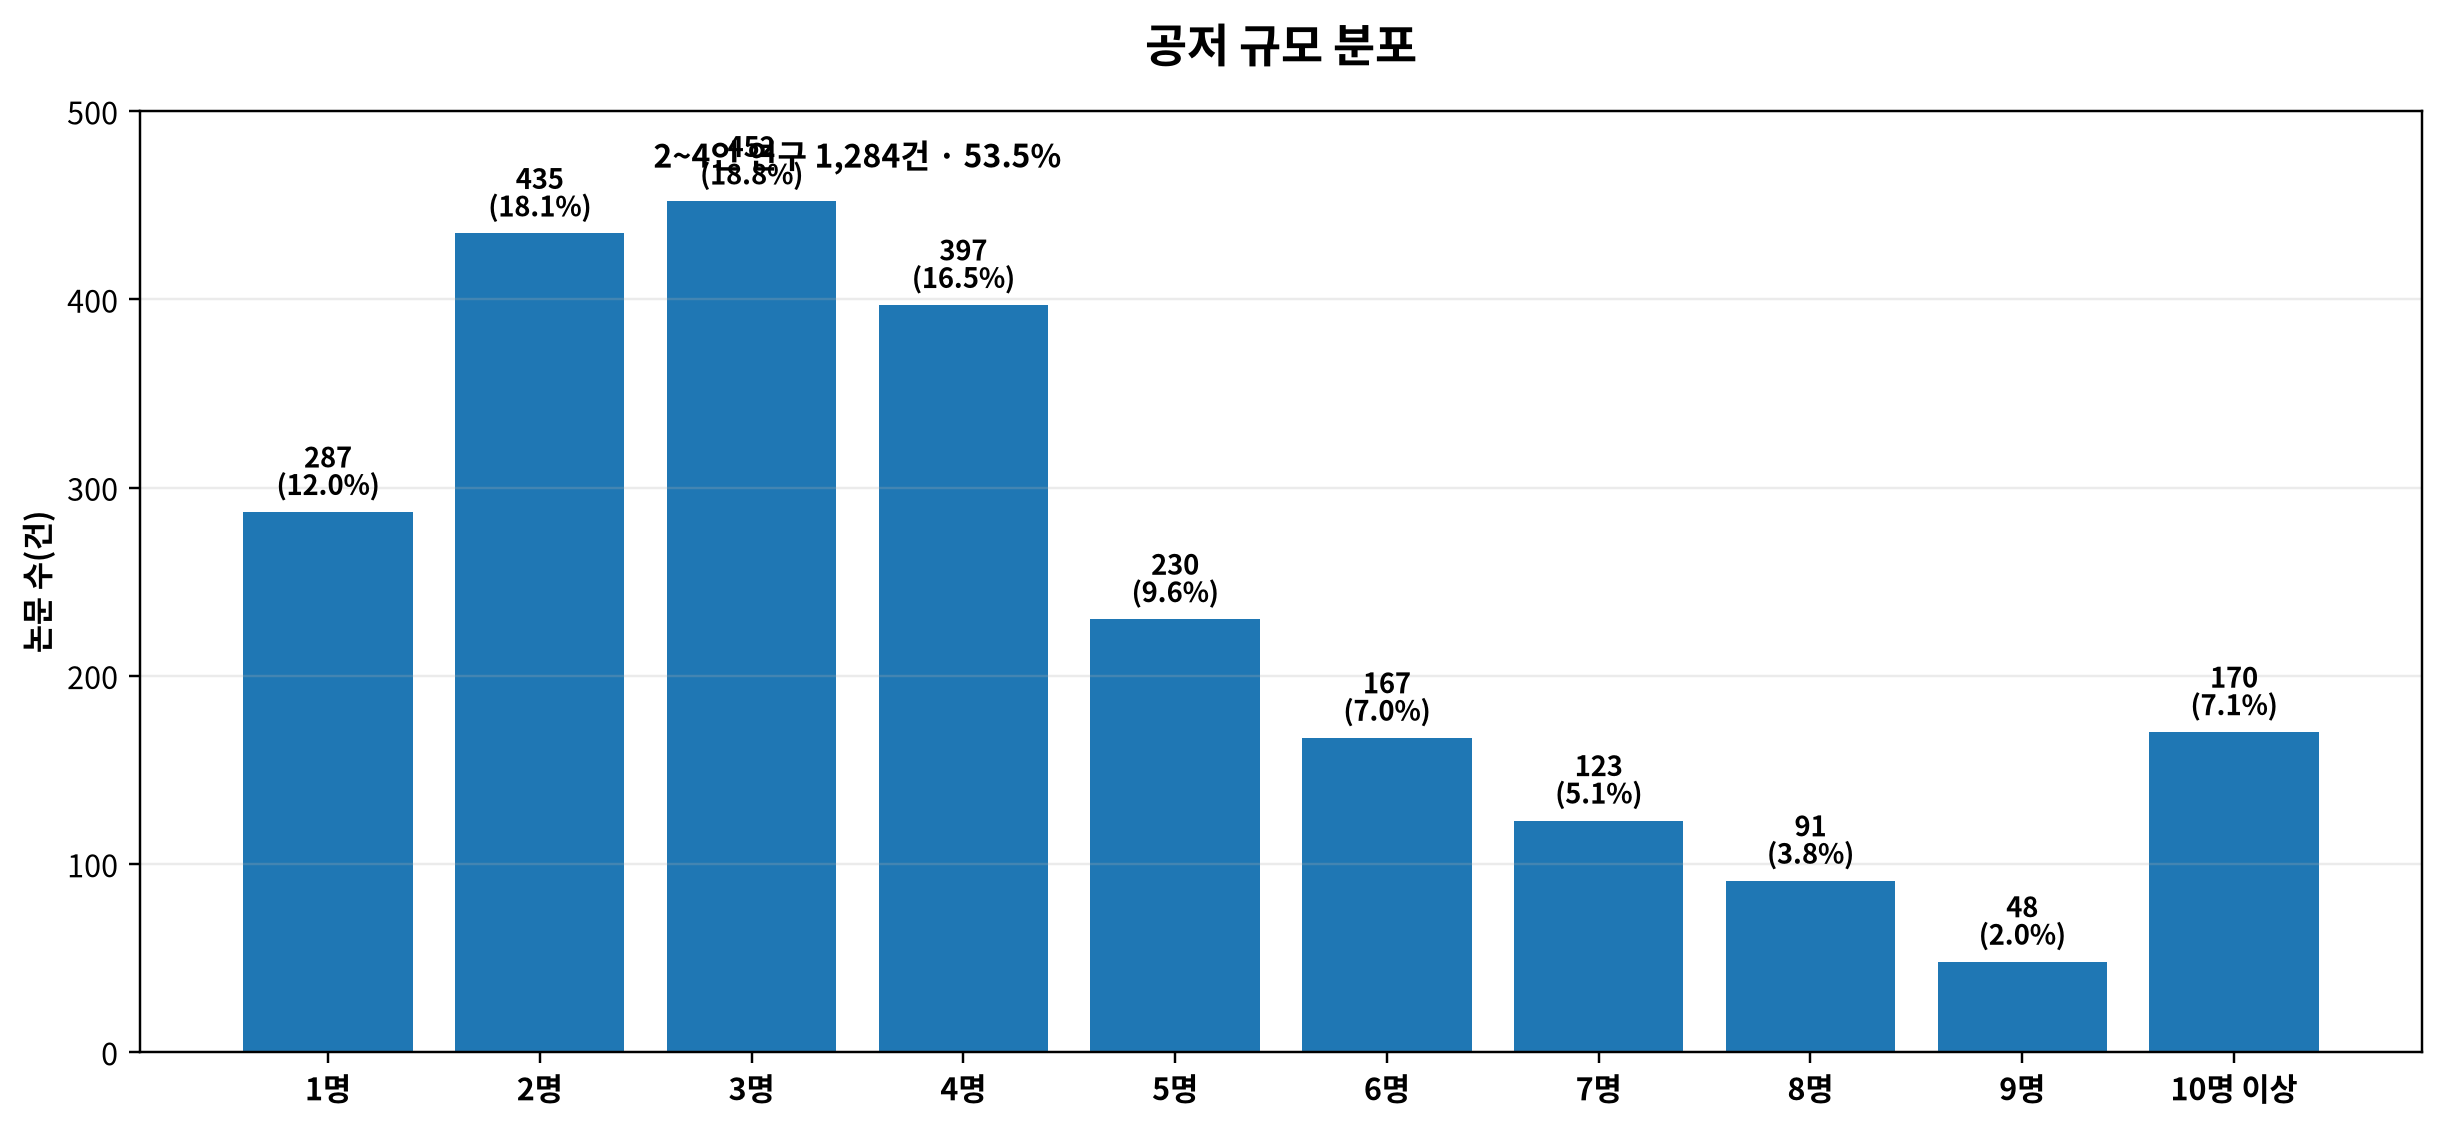 공저 규모 분포
논문 수(건)
500
400
300
200
100
0
2~4인 연구 1,284건 · 53.5%
287
(12.0%)
435
(18.1%)
452
(18.8%)
397
(16.5%)
230
(9.6%)
167
(7.0%)
123
(5.1%)
91
(3.8%)
48
(2.0%)
170
(7.1%)
1명
2명
3명
4명
5명
6명
7명
8명
9명
10명 이상